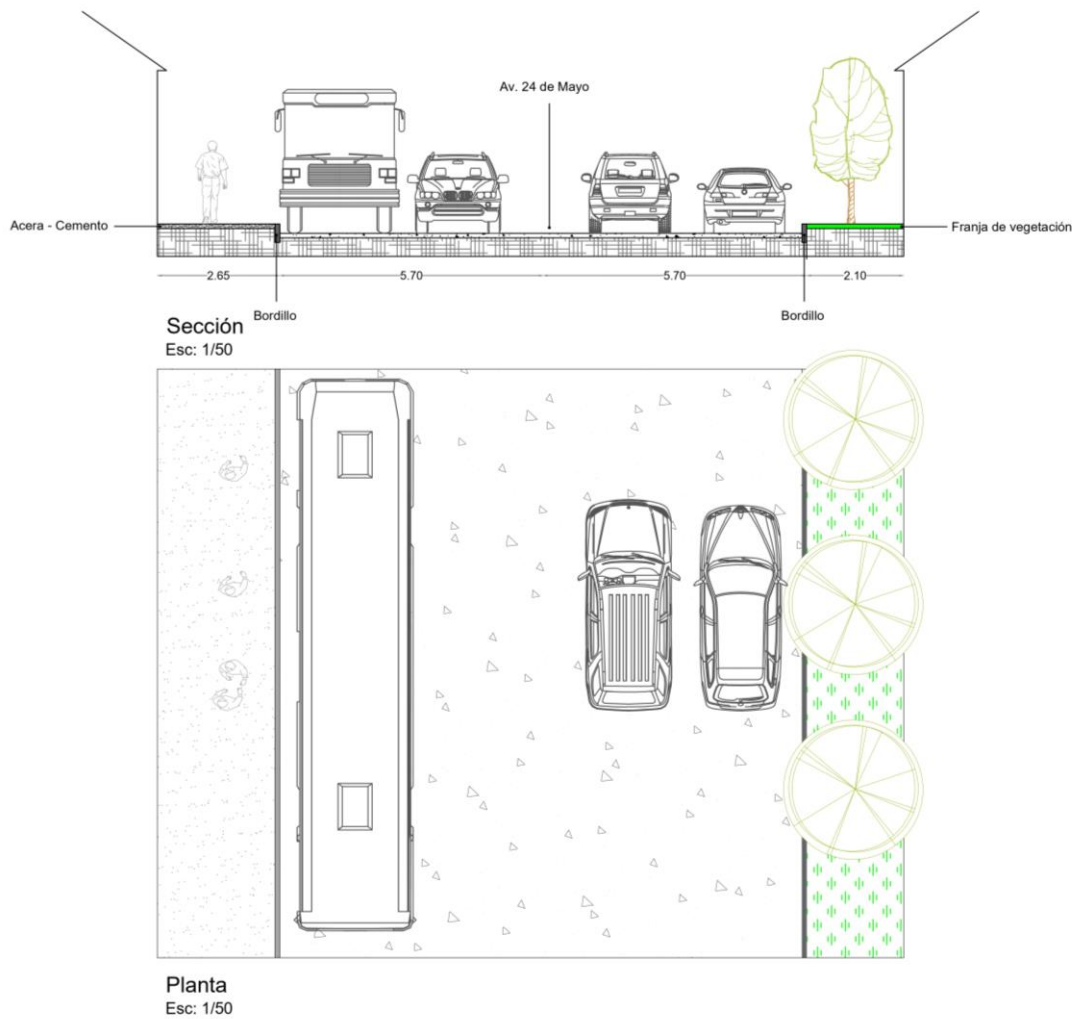 Av. 24 de Mayo
Acera - Cemento
Franja de vegetación
2.65
5.70
5.70
2.10
Bordillo
Bordillo
Sección
Esc: 1/50
Planta
Esc: 1/50